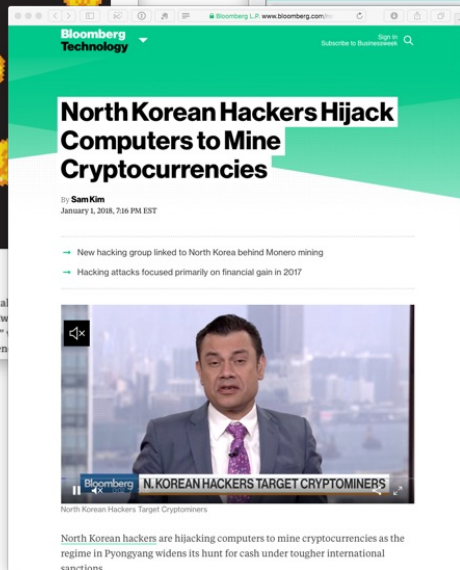 Bloomberg L.P. www.bloomberg.com/
Bloomberg
Technology
Sign In
Subscribe to Businessweek
North Korean Hackers Hijack
Computers to Mine
Cryptocurrencies
By Sam Kim
January 1, 2018, 7:16 PM EST
→ New hacking group linked to North Korea behind Monero mining
→ Hacking attacks focused primarily on financial gain in 2017
Bloomberg N. KOREAN HACKERS TARGET CRYPTOMINERS
North Korean Hackers Target Cryptominers
North Korean hackers are hijacking computers to mine cryptocurrencies as the
regime in Pyongyang widens its hunt for cash under tougher international
sanctions.